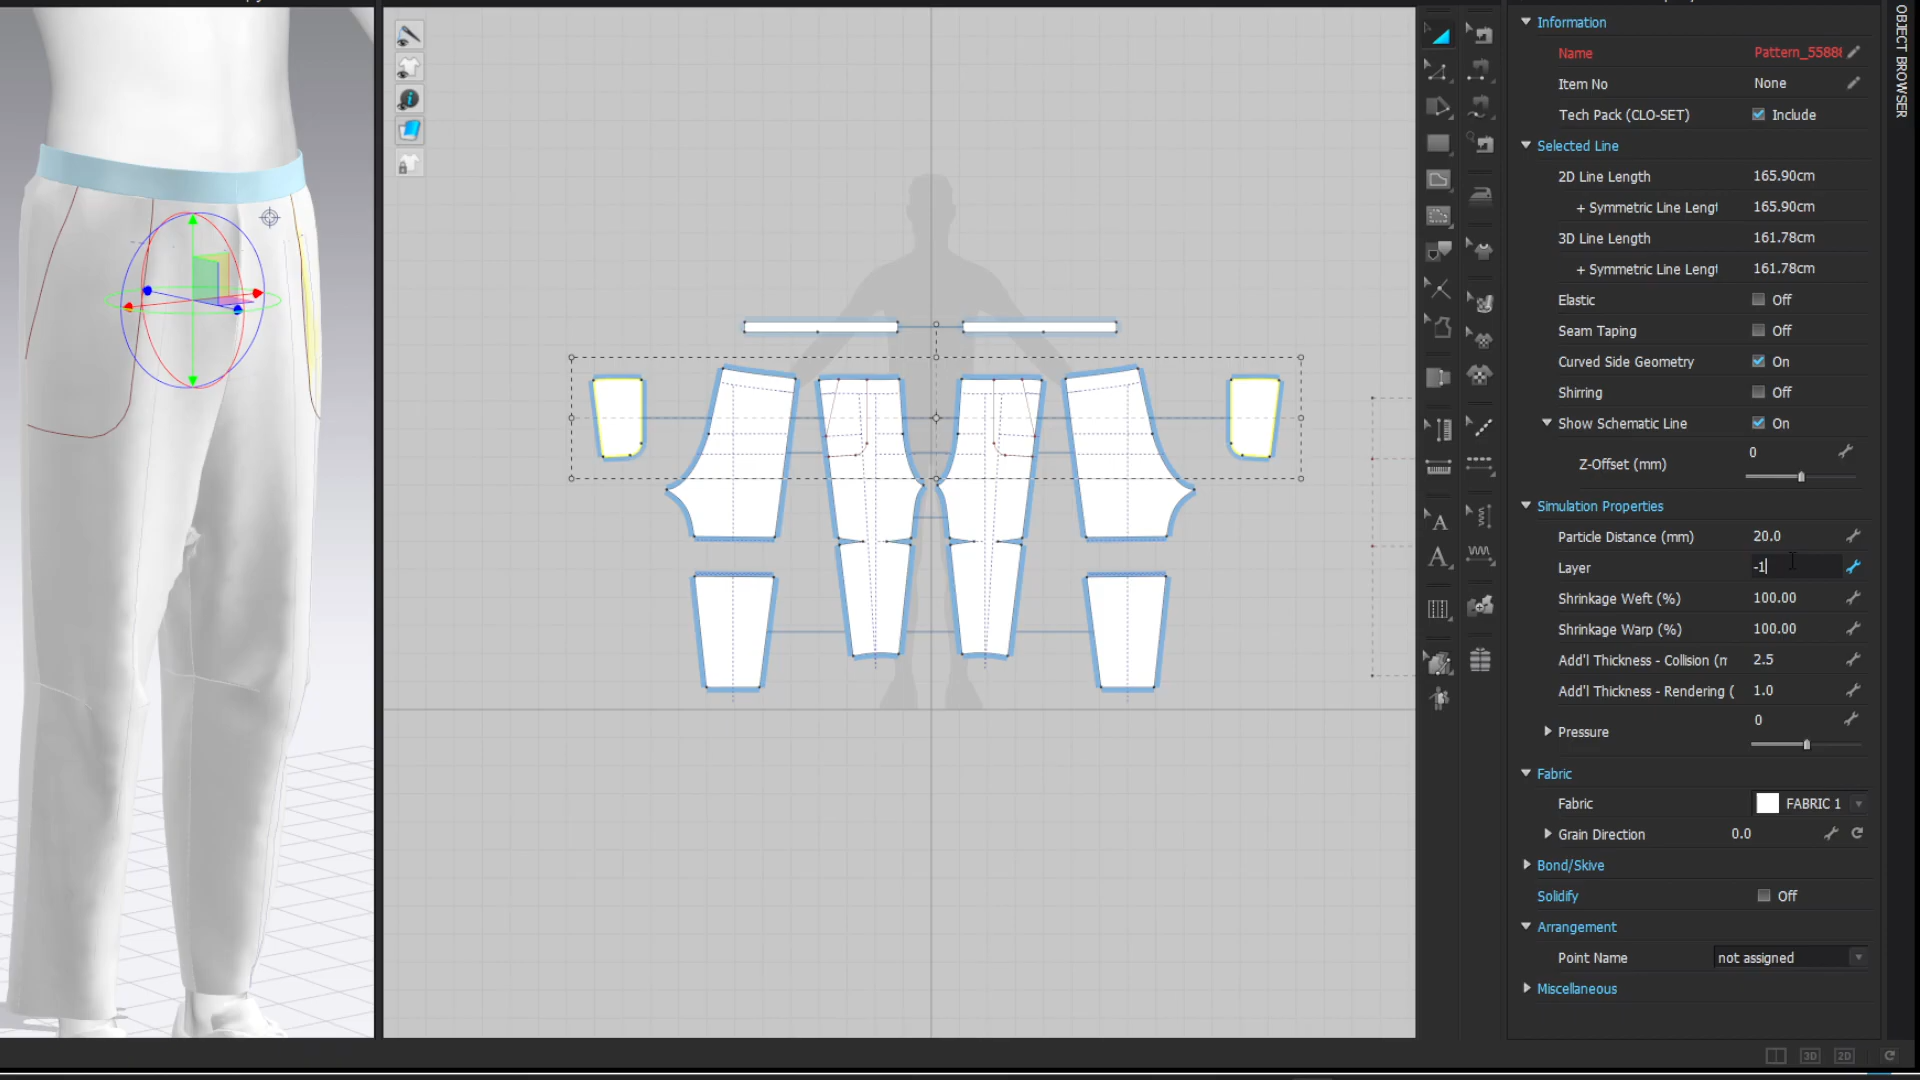 Information
Name Pattern_5588
Item No None
Tech Pack (CLO-SET) Include
Selected Line
2D Line Length 165.90cm
+ Symmetric Line Lengt 165.90cm
3D Line Length 161.78cm
+ Symmetric Line Lengt 161.78cm
Elastic Off
Seam Taping Off
Curved Side Geometry On
Shirring Off
Show Schematic Line On
Z-Offset (mm) 0
Simulation Properties
Particle Distance (mm) 20.0
Layer -1
Shrinkage Weft (%) 100.00
Shrinkage Warp (%) 100.00
Add'l Thickness - Collision (m 2.5
Add'l Thickness - Rendering ( 1.0
Pressure 0
Fabric
Fabric FABRIC 1
Grain Direction 0.0
Bond/Skive
Solidify Off
Arrangement
Point Name not assigned
Miscellaneous
OBJECT BROWSER
3D 2D